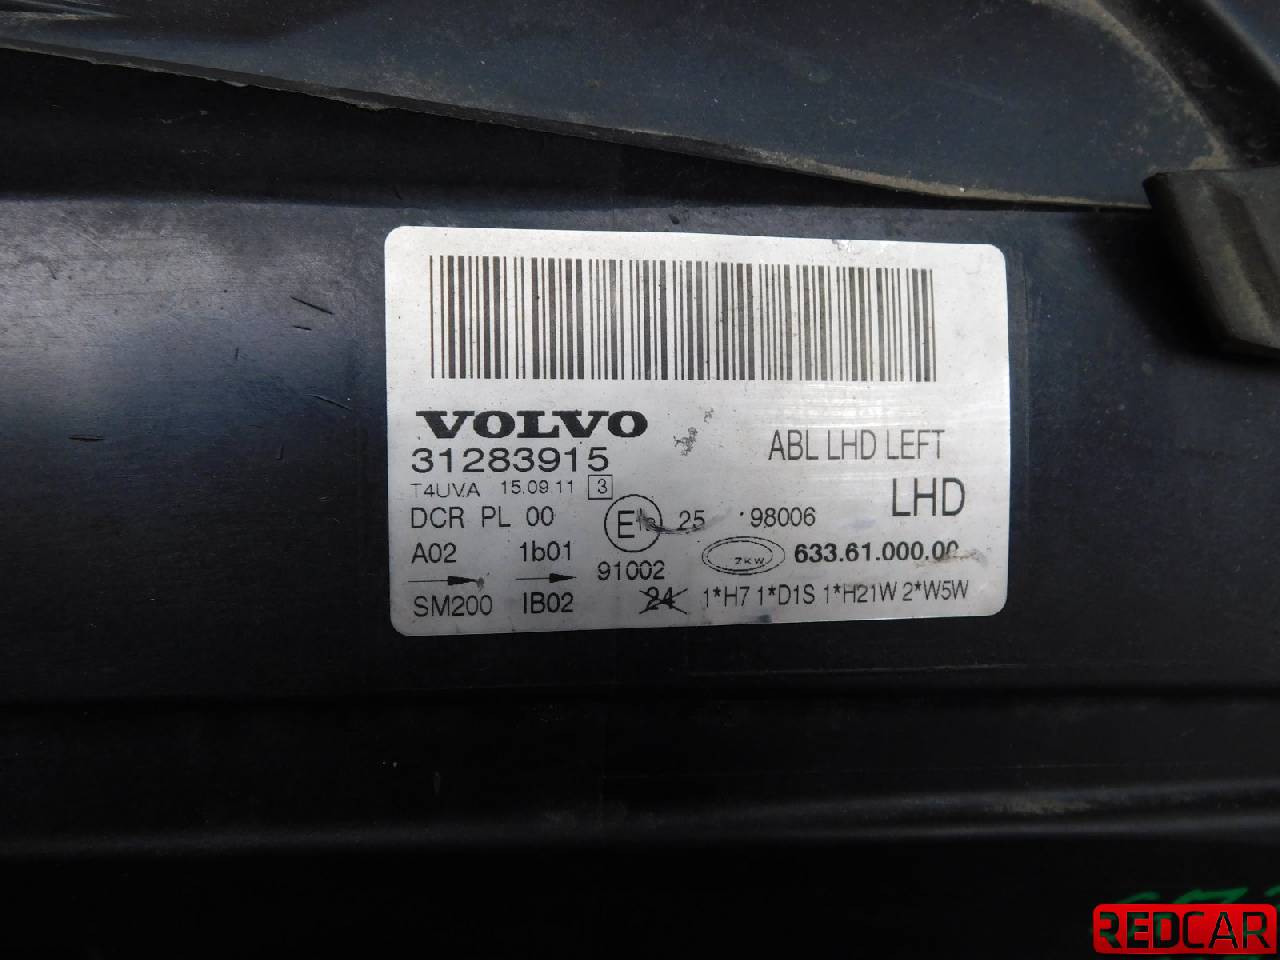 VOLVO
31283915
ABL LHD LEFT
T4UVA 15.09.11 3
LHD
DCR PL 00
E 25 98006
A02 1b01
91002
ZKW 633.61.000.00
SM200 IB02
24 1*H7 1*D1S 1*H21W 2*W5W
REDCAR